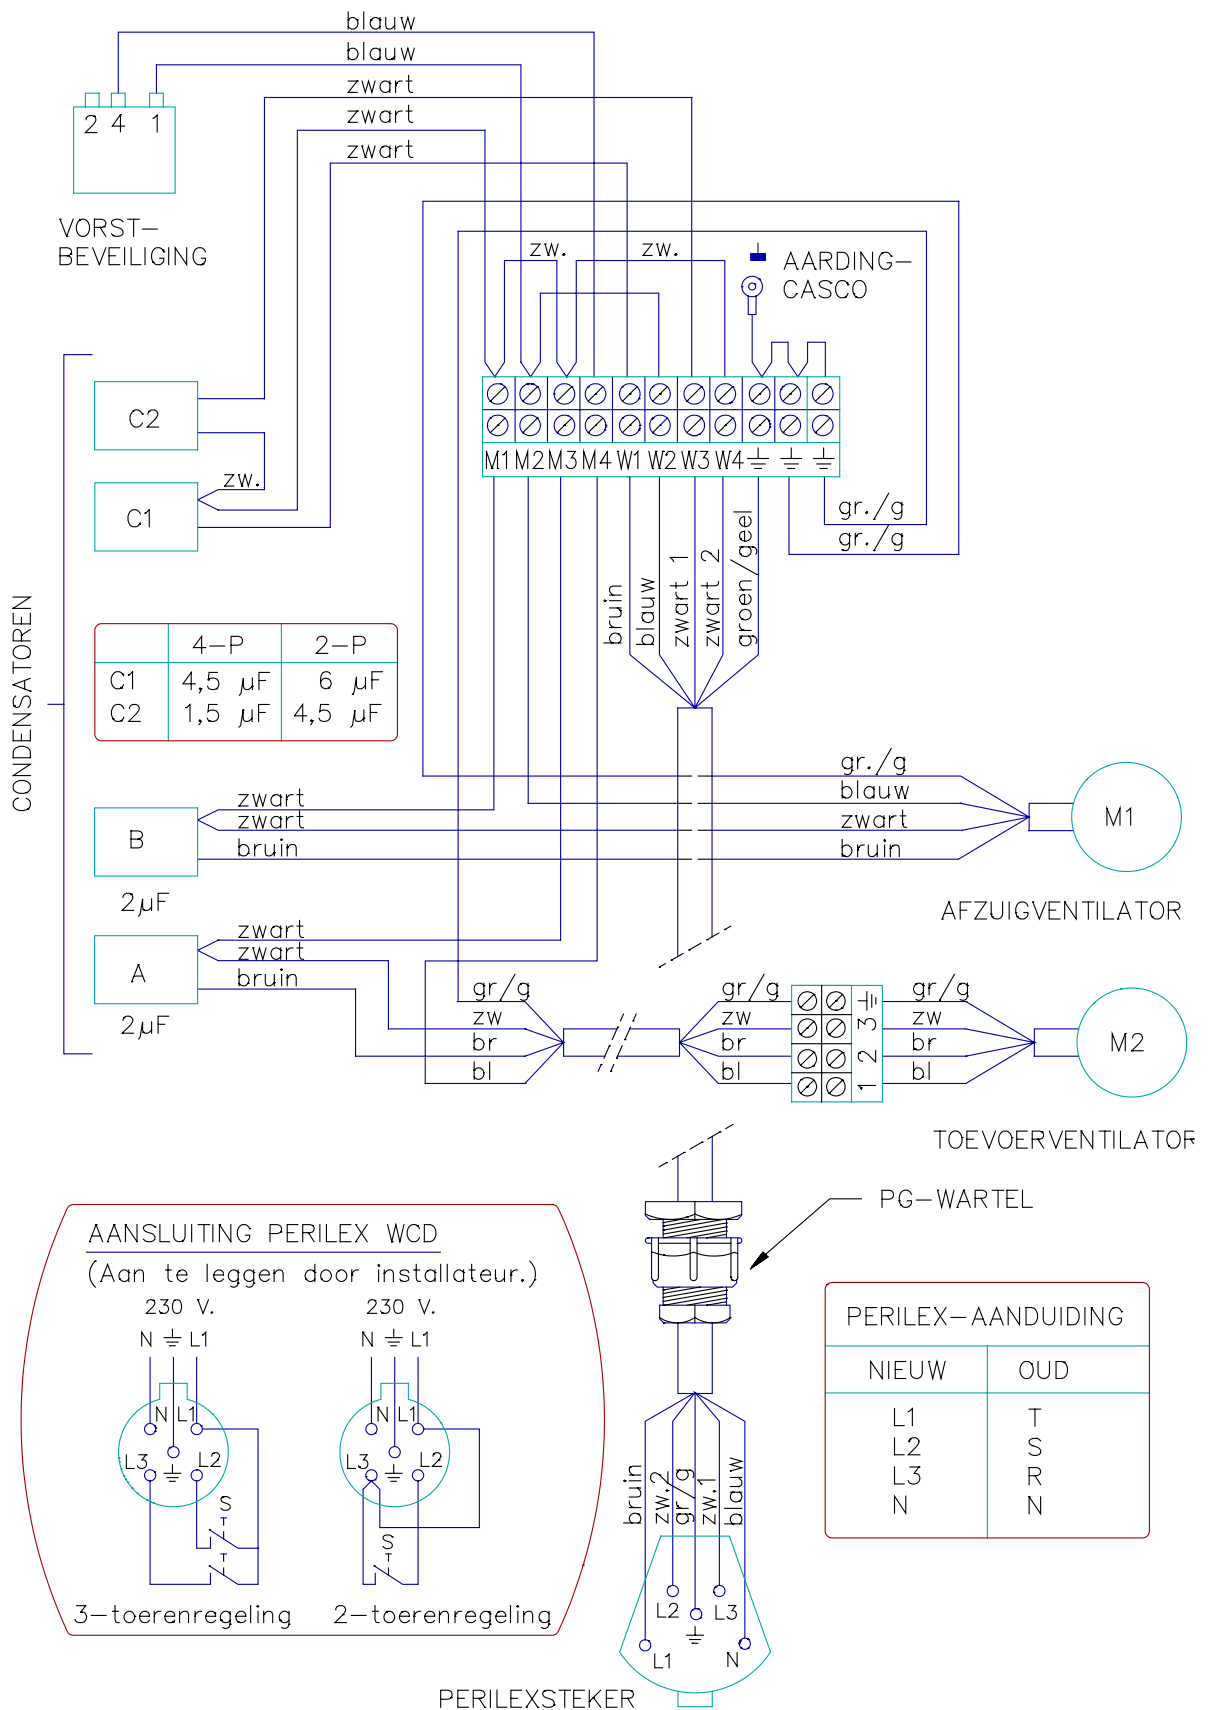 blauw
blauw
zwart
zwart
zwart
2 4 1
VORST-
BEVEILIGING
zw.
zw.
AARDING-
CASCO
C2
zw.
C1
M1 M2 M3 M4 W1 W2 W3 W4
gr./g
gr./g
bruin
blauw
zwart 1
zwart 2
groen/geel
CONDENSATOREN
4-P 2-P
C1 4,5 µF 6 µF
C2 1,5 µF 4,5 µF
gr./g
blauw
zwart
bruin
M1
AFZUIGVENTILATOR
zwart
zwart
bruin
B
2µF
zwart
zwart
bruin
A
2µF
gr/g
zw
br
bl
gr/g
zw
br
bl
3
2
1
gr/g
zw
br
bl
M2
TOEVOERVENTILATOR
PG-WARTEL
AANSLUITING PERILEX WCD
(Aan te leggen door installateur.)
230 V.
N L1
N L1
L3 L2
S
3-toerenregeling
230 V.
N L1
N L1
L3 L2
S
2-toerenregeling
PERILEX-AANDUIDING
NIEUW OUD
L1 T
L2 S
L3 R
N N
bruin
zw.2
gr/g
zw.1
blauw
L2 L3
L1 N
PERILEXSTEKER